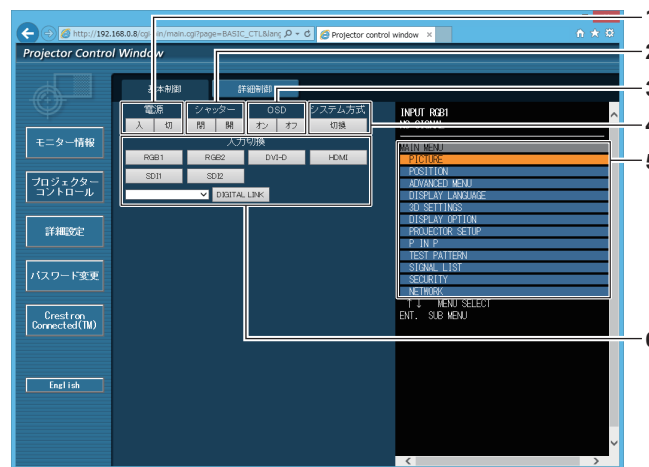 http://192.168.0.8/cgi-bin/main.cgi?page=BASIC_CTL&lang
Projector control window
Projector Control Window
基本制御
詳細制御
1
2
3
4
5
6
電源
シャッター
OSD
システム方式
入
切
閉
開
オン
オフ
切換
入力切換
RGB1
RGB2
DVI-D
HDMI
SDI1
SDI2
DIGITAL LINK
モニター情報
プロジェクター
コントロール
詳細設定
パスワード変更
Crestron
Connected(TM)
English
INPUT RGB1
NO SIGNAL
MAIN MENU
PICTURE
POSITION
ADVANCED MENU
DISPLAY LANGUAGE
3D SETTINGS
DISPLAY OPTION
PROJECTOR SETUP
P IN P
TEST PATTERN
SIGNAL LIST
SECURITY
NETWORK
↑↓ MENU SELECT
ENT. SUB MENU